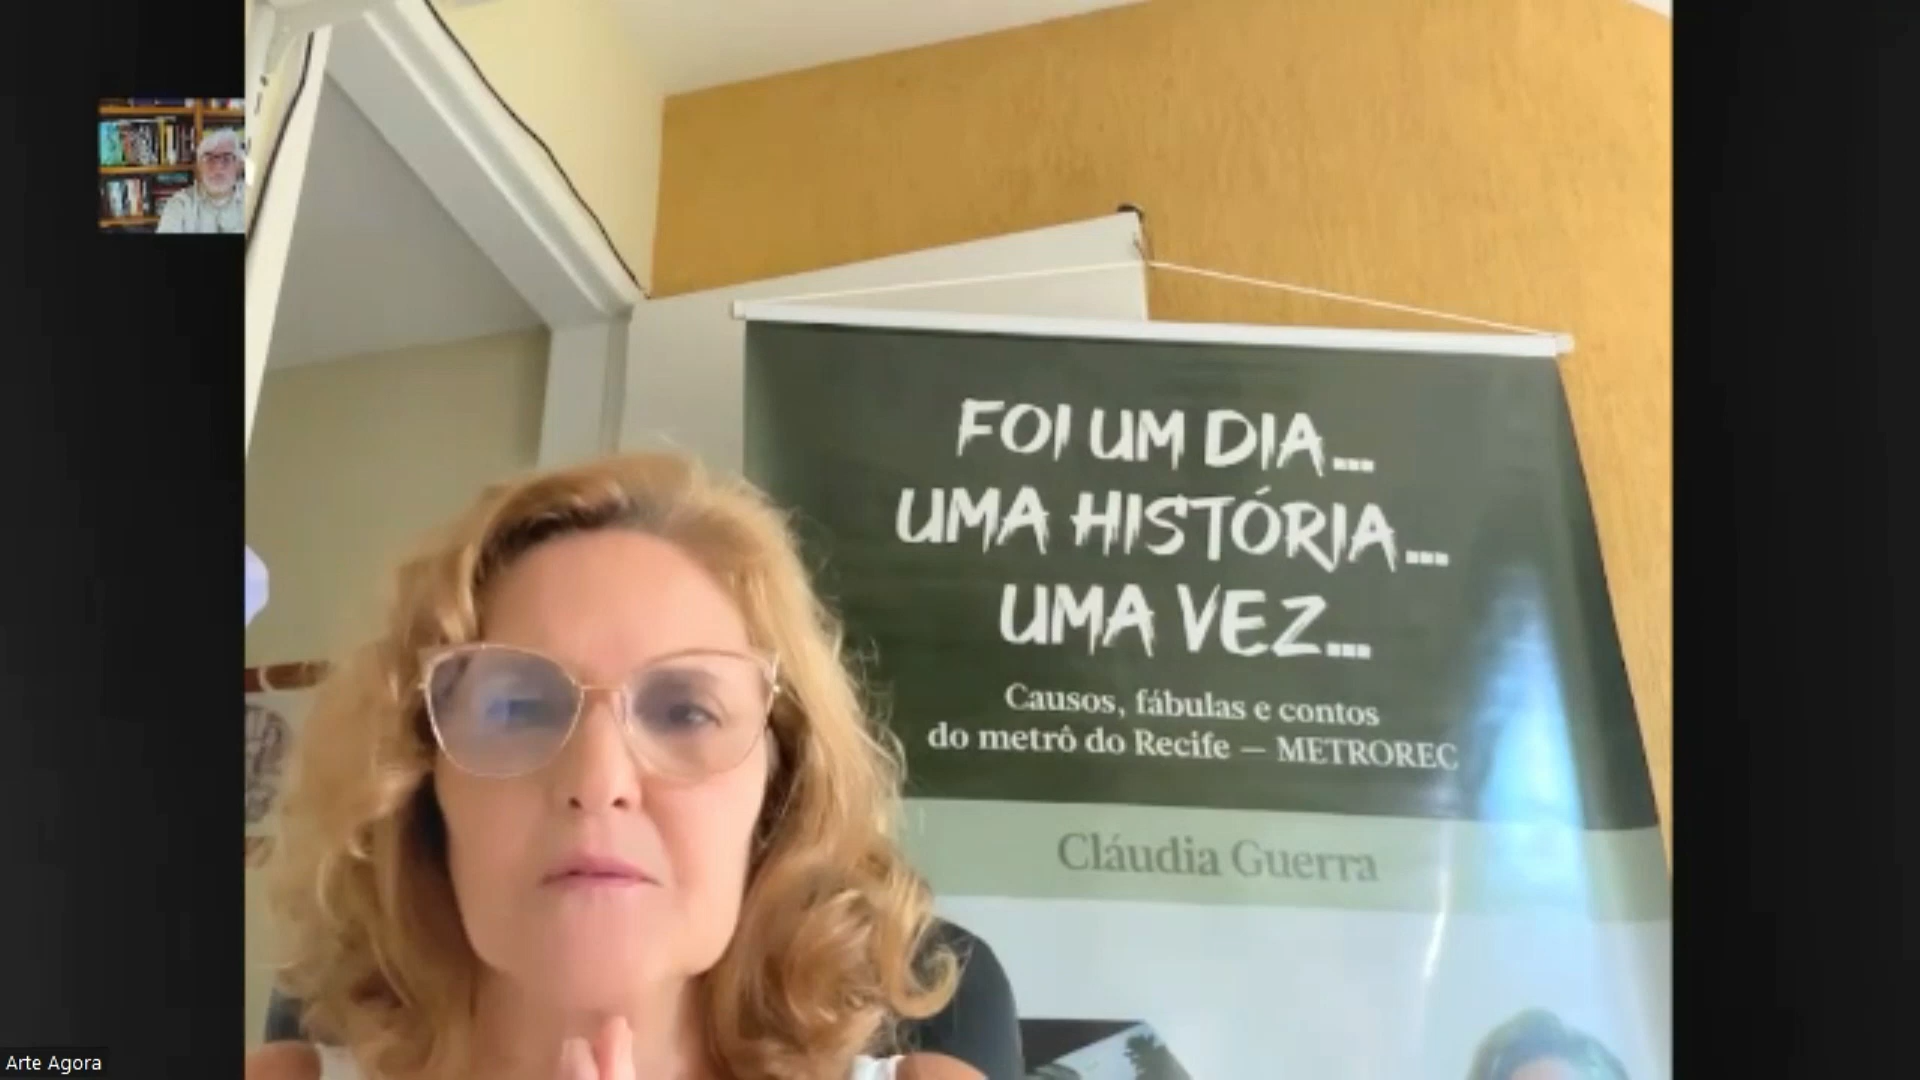 FOI UM DIA...
UMA HISTÓRIA...
UMA VEZ...
Causos, fábulas e contos
do metrô do Recife — METROREC
Cláudia Guerra
Arte Agora